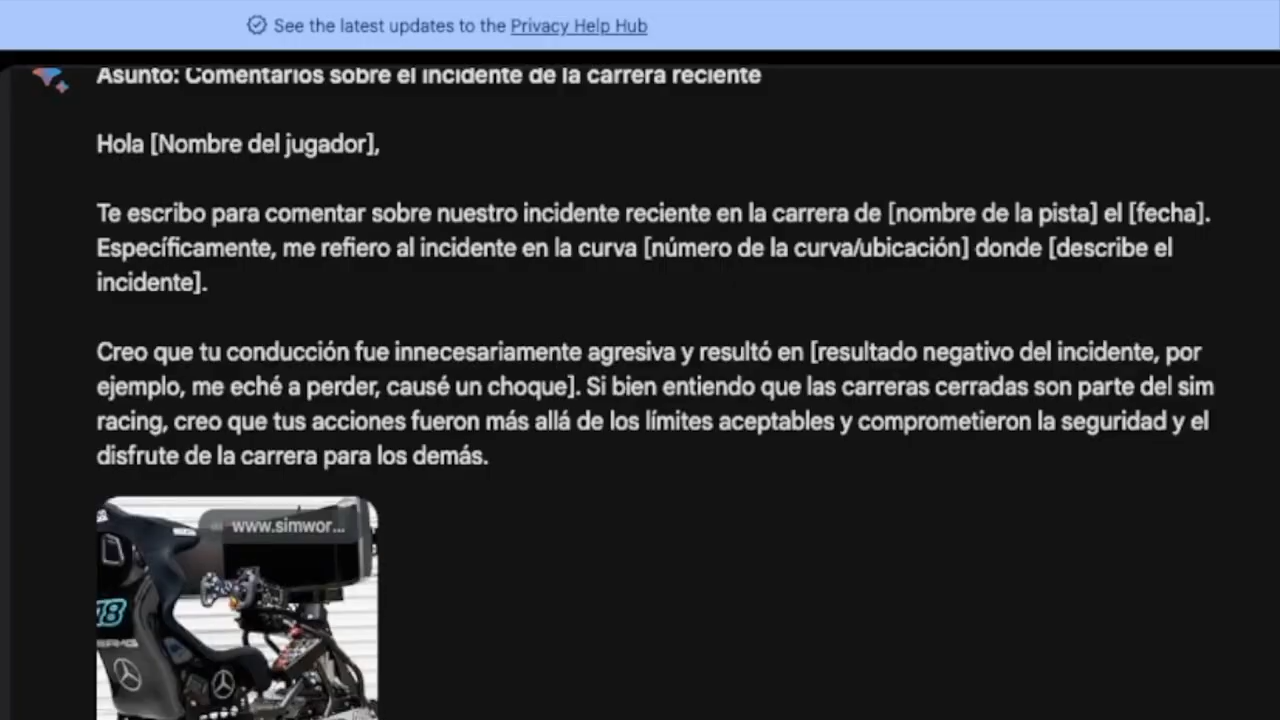 See the latest updates to the Privacy Help Hub
Asunto: Comentarios sobre el incidente de la carrera reciente
Hola [Nombre del jugador],
Te escribo para comentar sobre nuestro incidente reciente en la carrera de [nombre de la pista] el [fecha].
Específicamente, me refiero al incidente en la curva [número de la curva/ubicación] donde [describe el
incidente].
Creo que tu conducción fue innecesariamente agresiva y resultó en [resultado negativo del incidente, por
ejemplo, me eché a perder, causé un choque]. Si bien entiendo que las carreras cerradas son parte del sim
racing, creo que tus acciones fueron más allá de los límites aceptables y comprometieron la seguridad y el
disfrute de la carrera para los demás.
www.simwor...
18